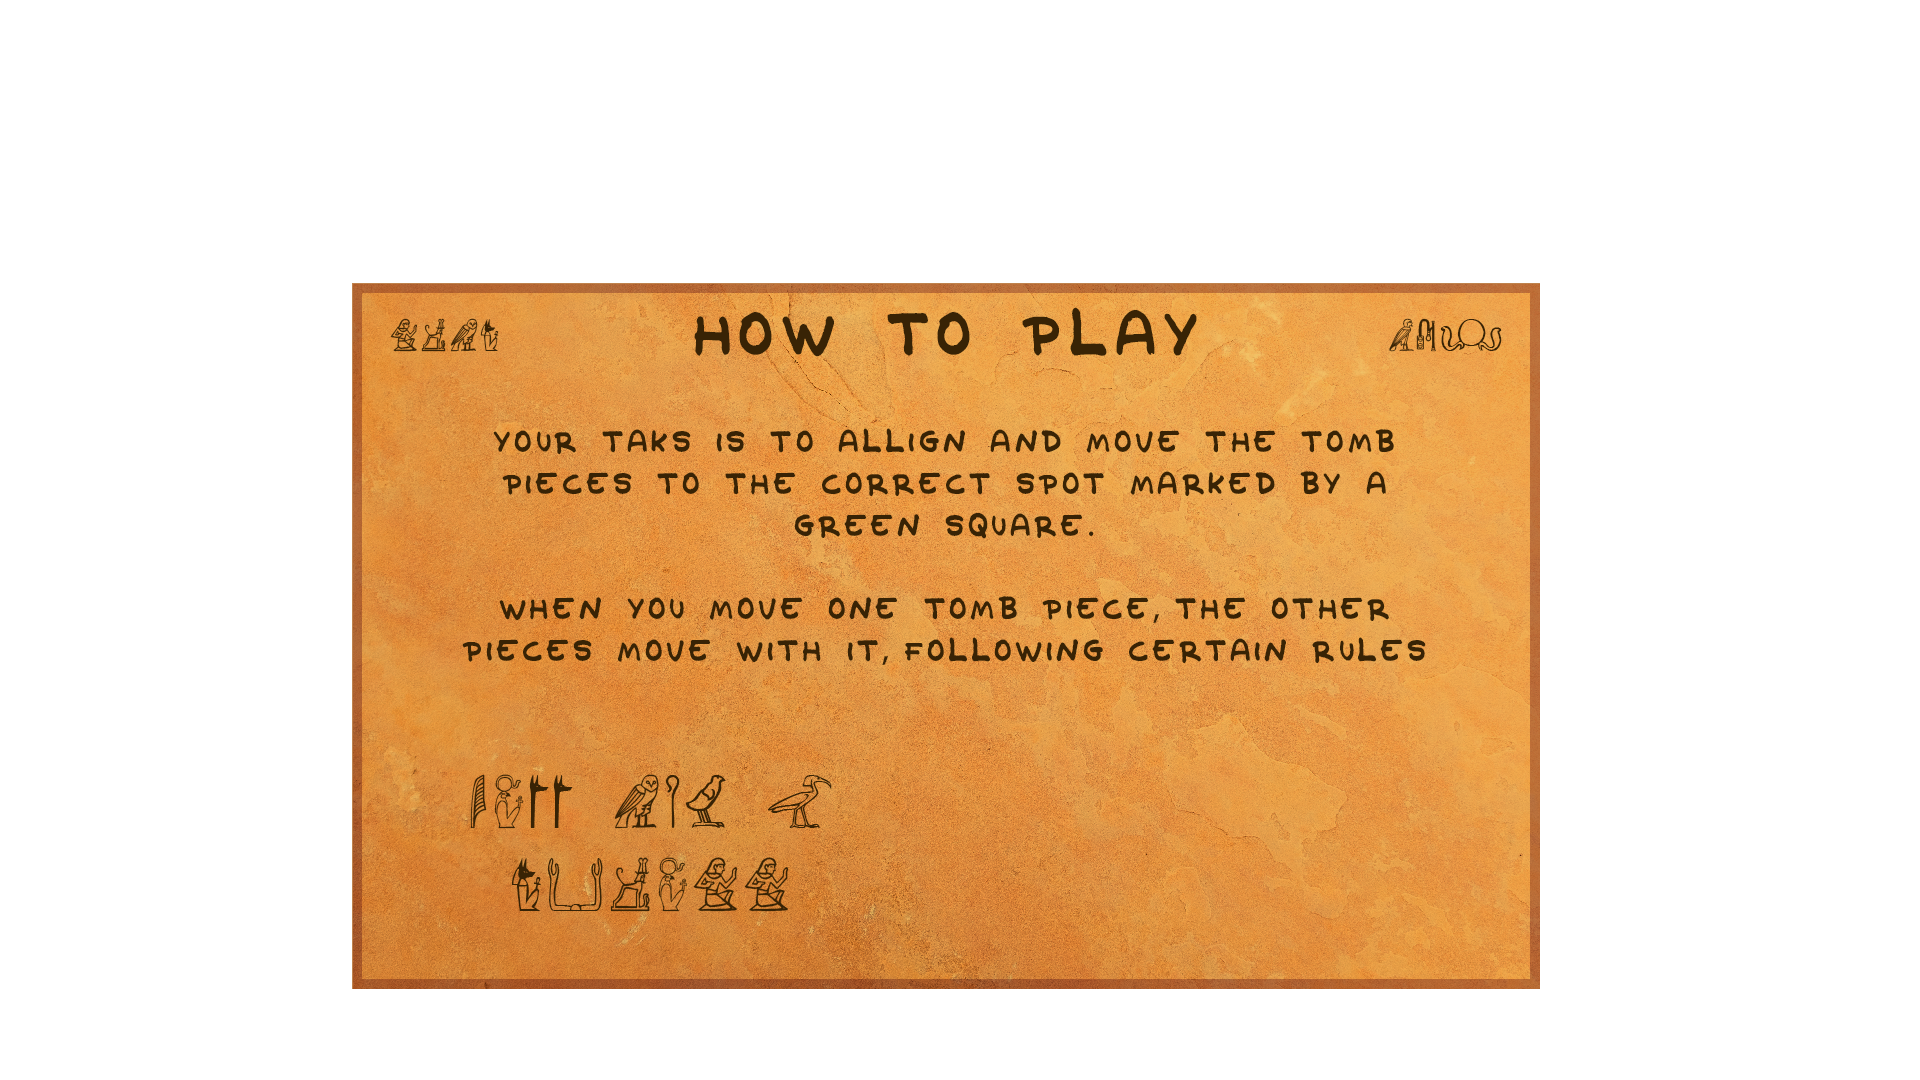 HOW TO PLAY
YOUR TAKS IS TO ALLIGN AND MOVE THE TOMB
PIECES TO THE CORRECT SPOT MARKED BY A
GREEN SQUARE.
WHEN YOU MOVE ONE TOMB PIECE, THE OTHER
PIECES MOVE WITH IT, FOLLOWING CERTAIN RULES